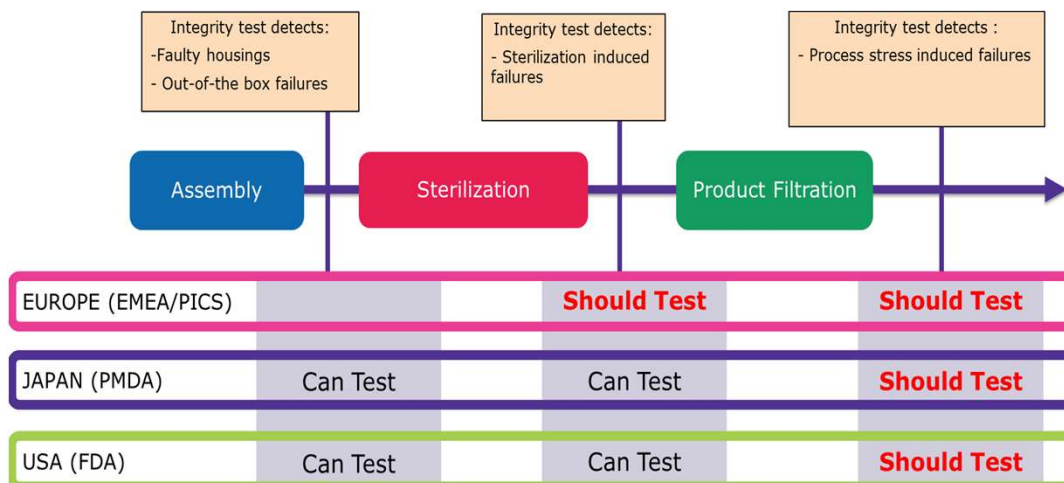 Integrity test detects:
-Faulty housings
- Out-of-the box failures
Integrity test detects:
- Sterilization induced
failures
Integrity test detects :
- Process stress induced failures
Assembly
Sterilization
Product Filtration
EUROPE (EMEA/PICS)
Should Test
Should Test
JAPAN (PMDA)
Can Test
Can Test
Should Test
USA (FDA)
Can Test
Can Test
Should Test